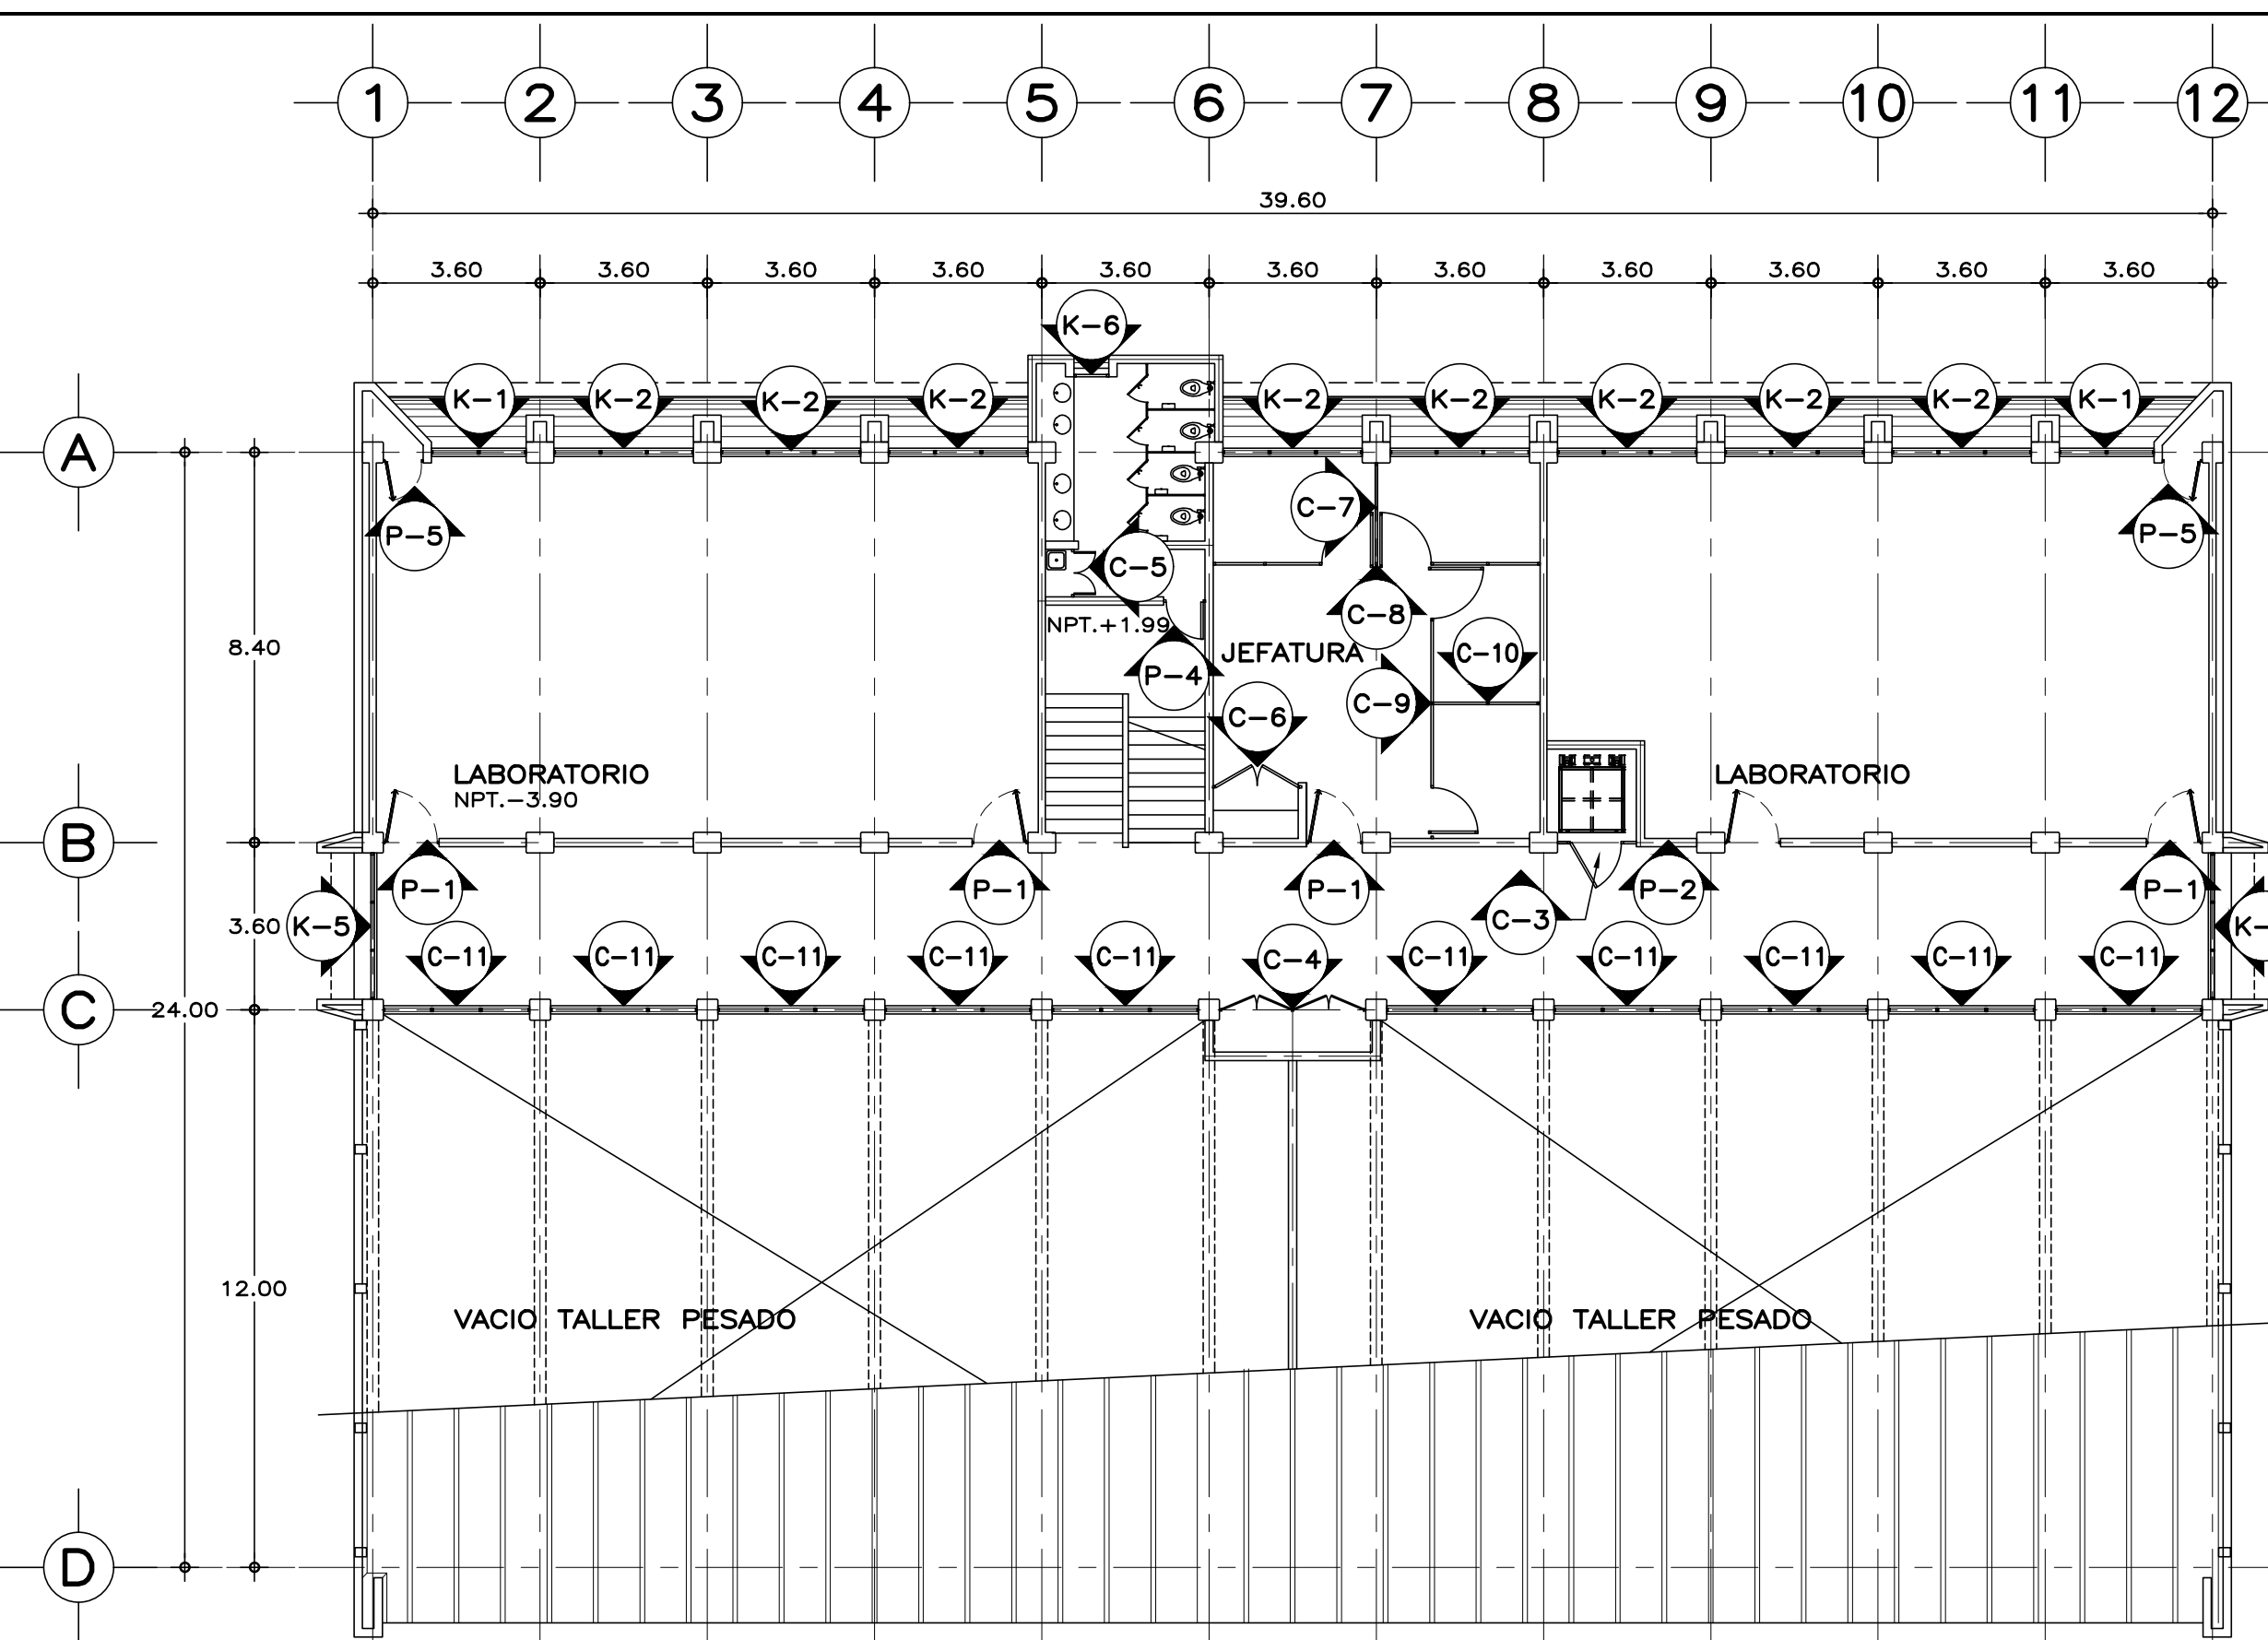 1 2 3 4 5 6 7 8 9 10 11 12
39.60
3.60 3.60 3.60 3.60 3.60 3.60 3.60 3.60 3.60 3.60 3.60
K-6
K-1 K-2 K-2 K-2 K-2 K-2 K-2 K-2 K-2 K-1
A
C-7
P-5 P-5
C-5
C-8
NPT.+1.99
8.40
JEFATURA C-10
P-4
C-9
C-6
LABORATORIO LABORATORIO
NPT.-3.90
B
P-1 P-1 P-1 P-2 P-1
C-3
3.60 K-5
C-11 C-11 C-11 C-11 C-11 C-4 C-11 C-11 C-11 C-11 C-11
C
24.00
12.00
VACIO TALLER PESADO VACIO TALLER PESADO
D